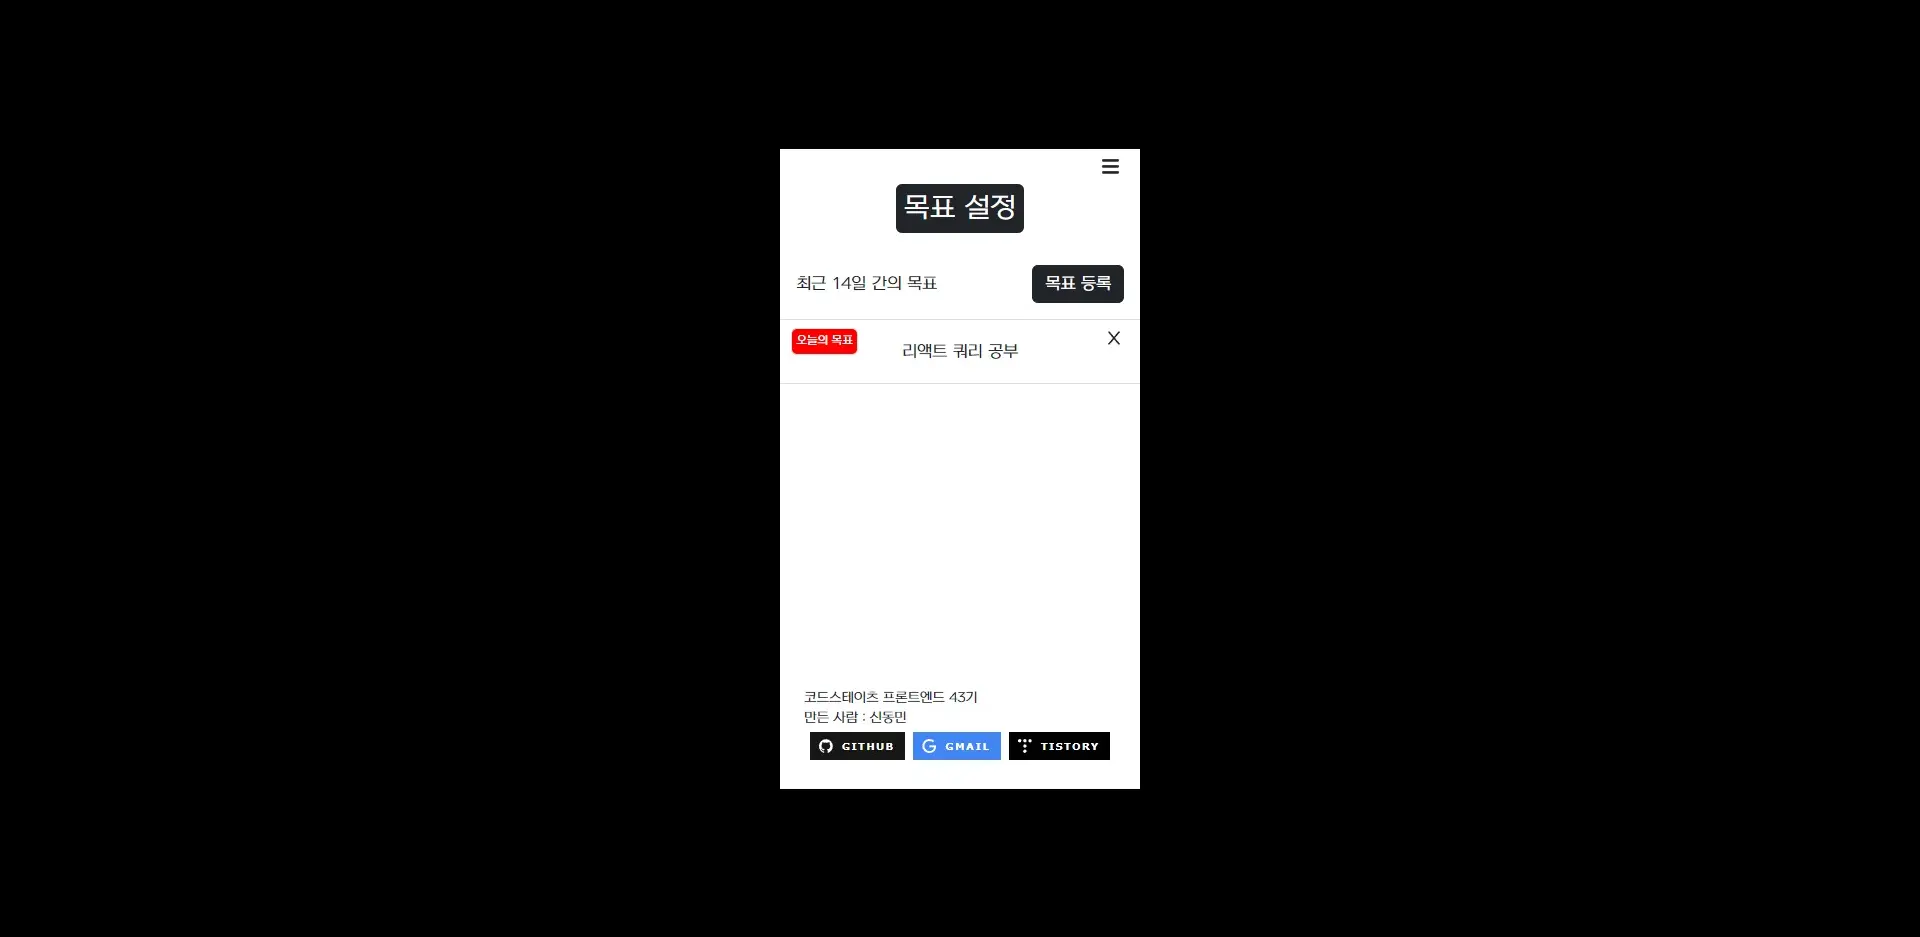 목표 설정
최근 14일 간의 목표
목표 등록
오늘의 목표
리액트 쿼리 공부
X
코드스테이츠 프론트엔드 43기
만든 사람 : 신동민
GITHUB
GMAIL
TISTORY